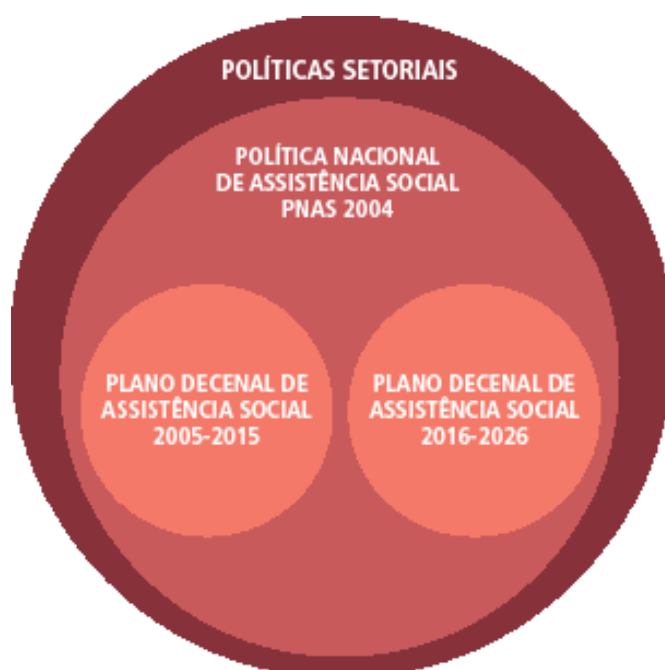 POLÍTICAS SETORIAIS
POLÍTICA NACIONAL
DE ASSISTÊNCIA SOCIAL
PNAS 2004
PLANO DECENAL DE
ASSISTÊNCIA SOCIAL
2005-2015
PLANO DECENAL DE
ASSISTÊNCIA SOCIAL
2016-2026